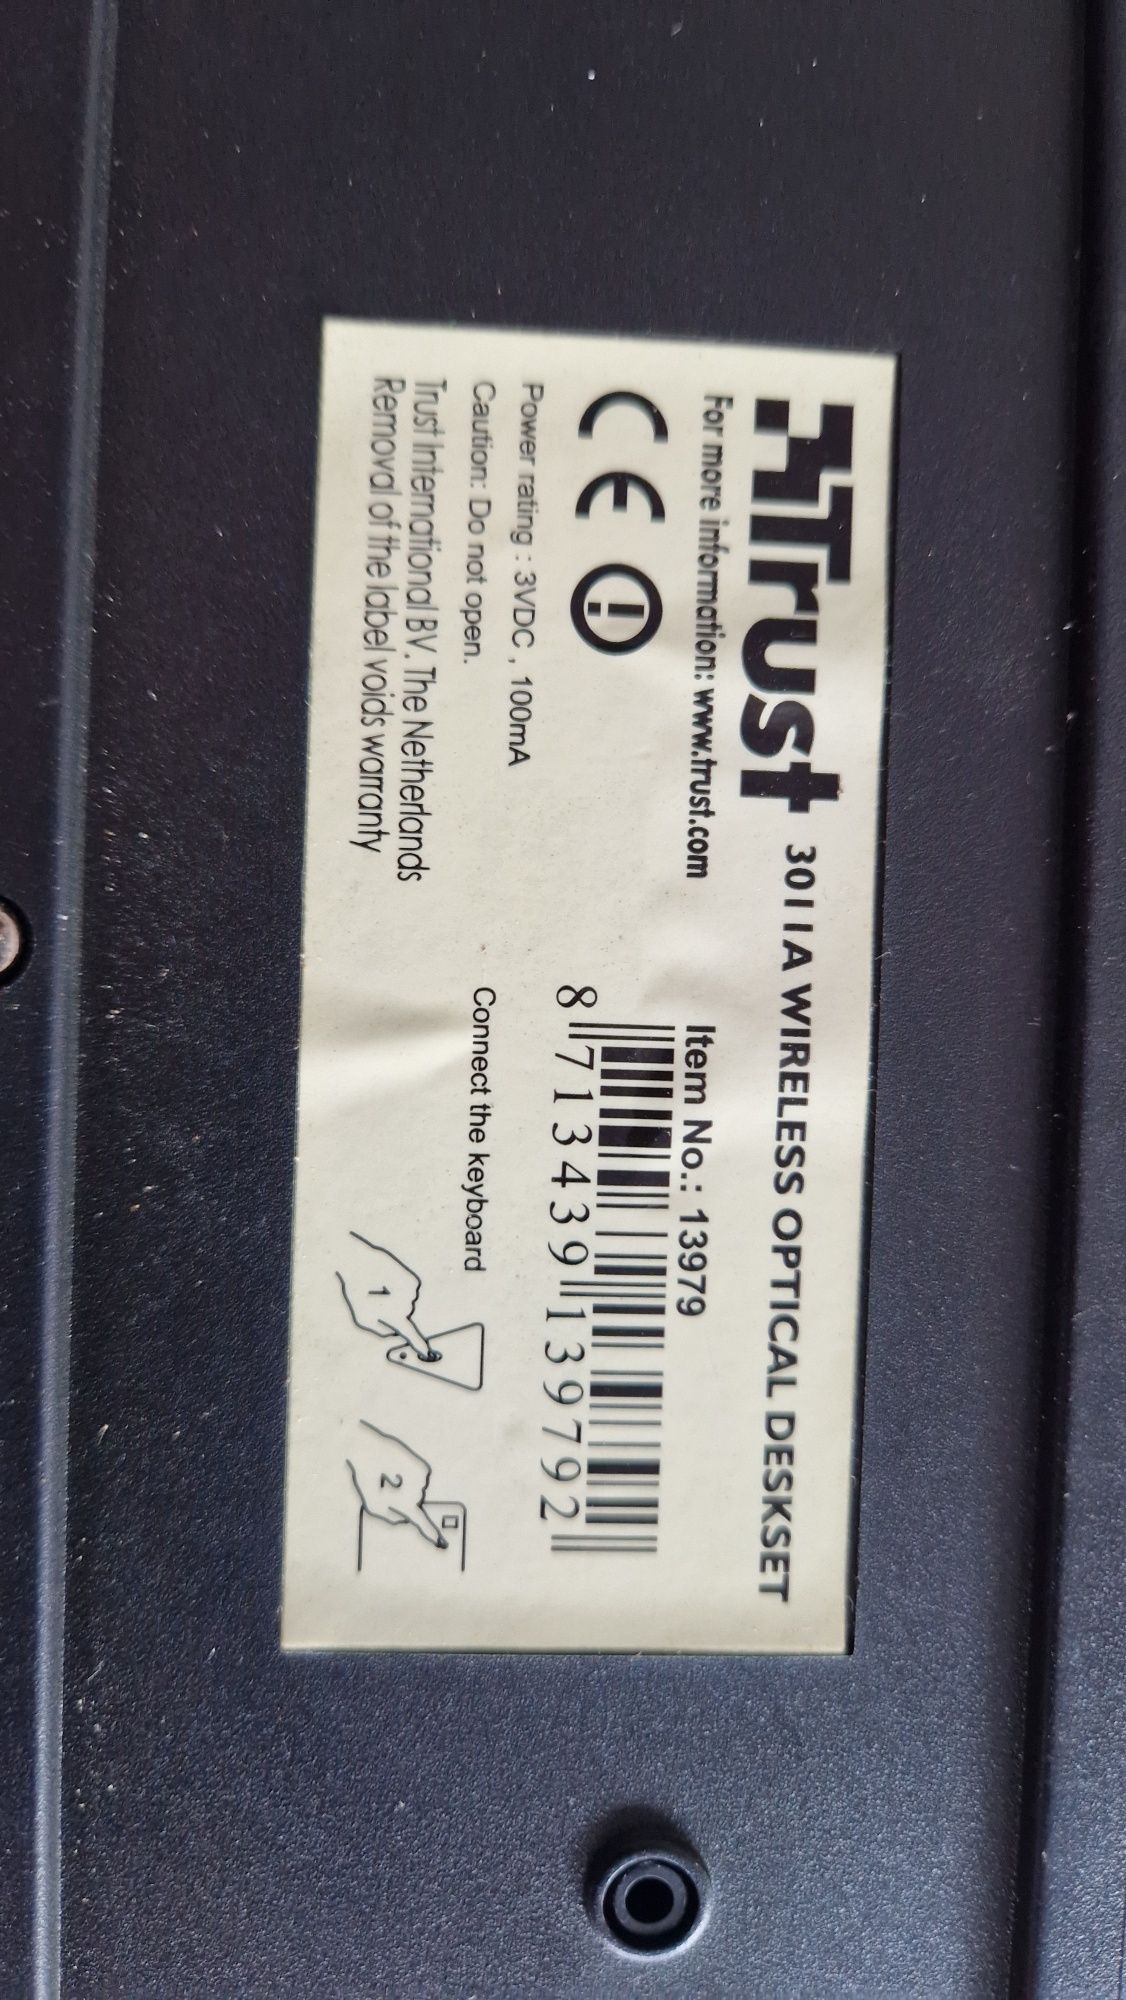 Trust 3011A WIRELESS OPTICAL DESKSET
For more information: www.trust.com
Item No.: 13979
CE
8 713439 139792
Power rating : 3VDC , 100mA
Caution: Do not open.
Connect the keyboard
Trust International BV. The Netherlands
Removal of the label voids warranty
1
2